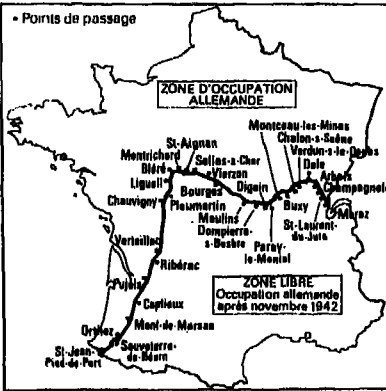 • Points de passage
ZONE D'OCCUPATION
ALLEMANDE
Montceau-les-Mines
Chalon-s-Saône
Verdun-s-le-Doubs
Dole
Arbois
Champagnole
St-Aignan
Montrichard
Selles-s-Cher
Bléré
Vierzon
Ligueil
Bourges
Digoin
Chauvigny
Pleumartin
Buxy
Moulins
St-Laurent-
du-Jura
Moraz
Dompierre-
s-Besbre
Paray-
le-Monial
Verteillac
Ribérac
ZONE LIBRE
Occupation allemande
après novembre 1942
Pujols
Captieux
Orthez
Mont-de-Marsan
St-Jean-
Pied-de-Port
Sauveterre-
de-Béarn